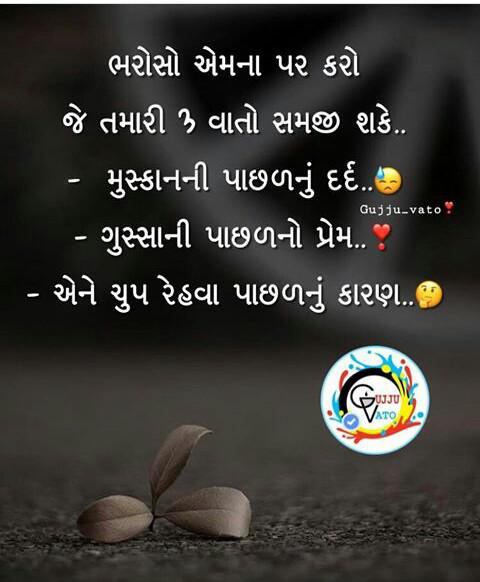 ભરોસો એમના પર કરો
જે તમારી ૩ વાતો સમજી શકે..
- મુસ્કાનની પાછળનું દર્દ..😓
Gujju_vato❣
- ગુસ્સાની પાછળનો પ્રેમ..❣
- એને ચુપ રેહવા પાછળનું કારણ..🤔
GUJJU
VATO